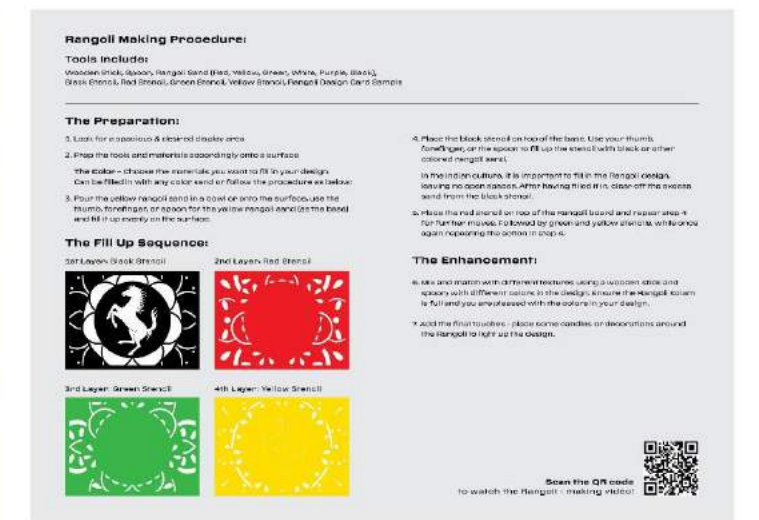 Rangoli Making Procedure:
Tools Include:
Wooden Stick, Spoon, Rangoli Sand (Red, Yellow, Green, White, Purple, Black),
Black Stencil, Red Stencil, Green Stencil, Yellow Stencil, Rangoli Design Card Sample
The Preparation:
1. Look for a spacious & desired display area
2. Prep the tools and materials accordingly onto a surface
The Color – Choose the materials you want to fill in your design.
Can be filled in with any color sand or follow the procedure as below:
3. Pour the yellow rangoli sand in a bowl or onto the surface, use the
thumb, forefinger, or spoon for the yellow rangoli sand (as the base)
and fill it up evenly on the surface.
The Fill Up Sequence:
1st Layer: Black Stencil
2nd Layer: Red Stencil
3rd Layer: Green Stencil
4th Layer: Yellow Stencil
4. Place the black stencil on top of the base. Use your thumb,
forefinger, or the spoon to fill up the stencil with black or other
colored rangoli sand.
In the Indian culture, it is important to fill in the Rangoli design,
leaving no open spaces. After having filled it in, clear off the excess
sand from the black stencil.
5. Place the red stencil on top of the Rangoli board and repeat step 4
for further moves. Followed by green and yellow stencils, while once
again repeating the action in step 4.
The Enhancement:
6. Mix and match with different textures using a wooden stick and
spoon with different colors in the design. Ensure the Rangoli Kolam
is full and you are pleased with the colors in your design.
7. Add the final touches - place some candles or decorations around
the Rangoli to light up the design.
Scan the QR code
to watch the Rangoli - making video!